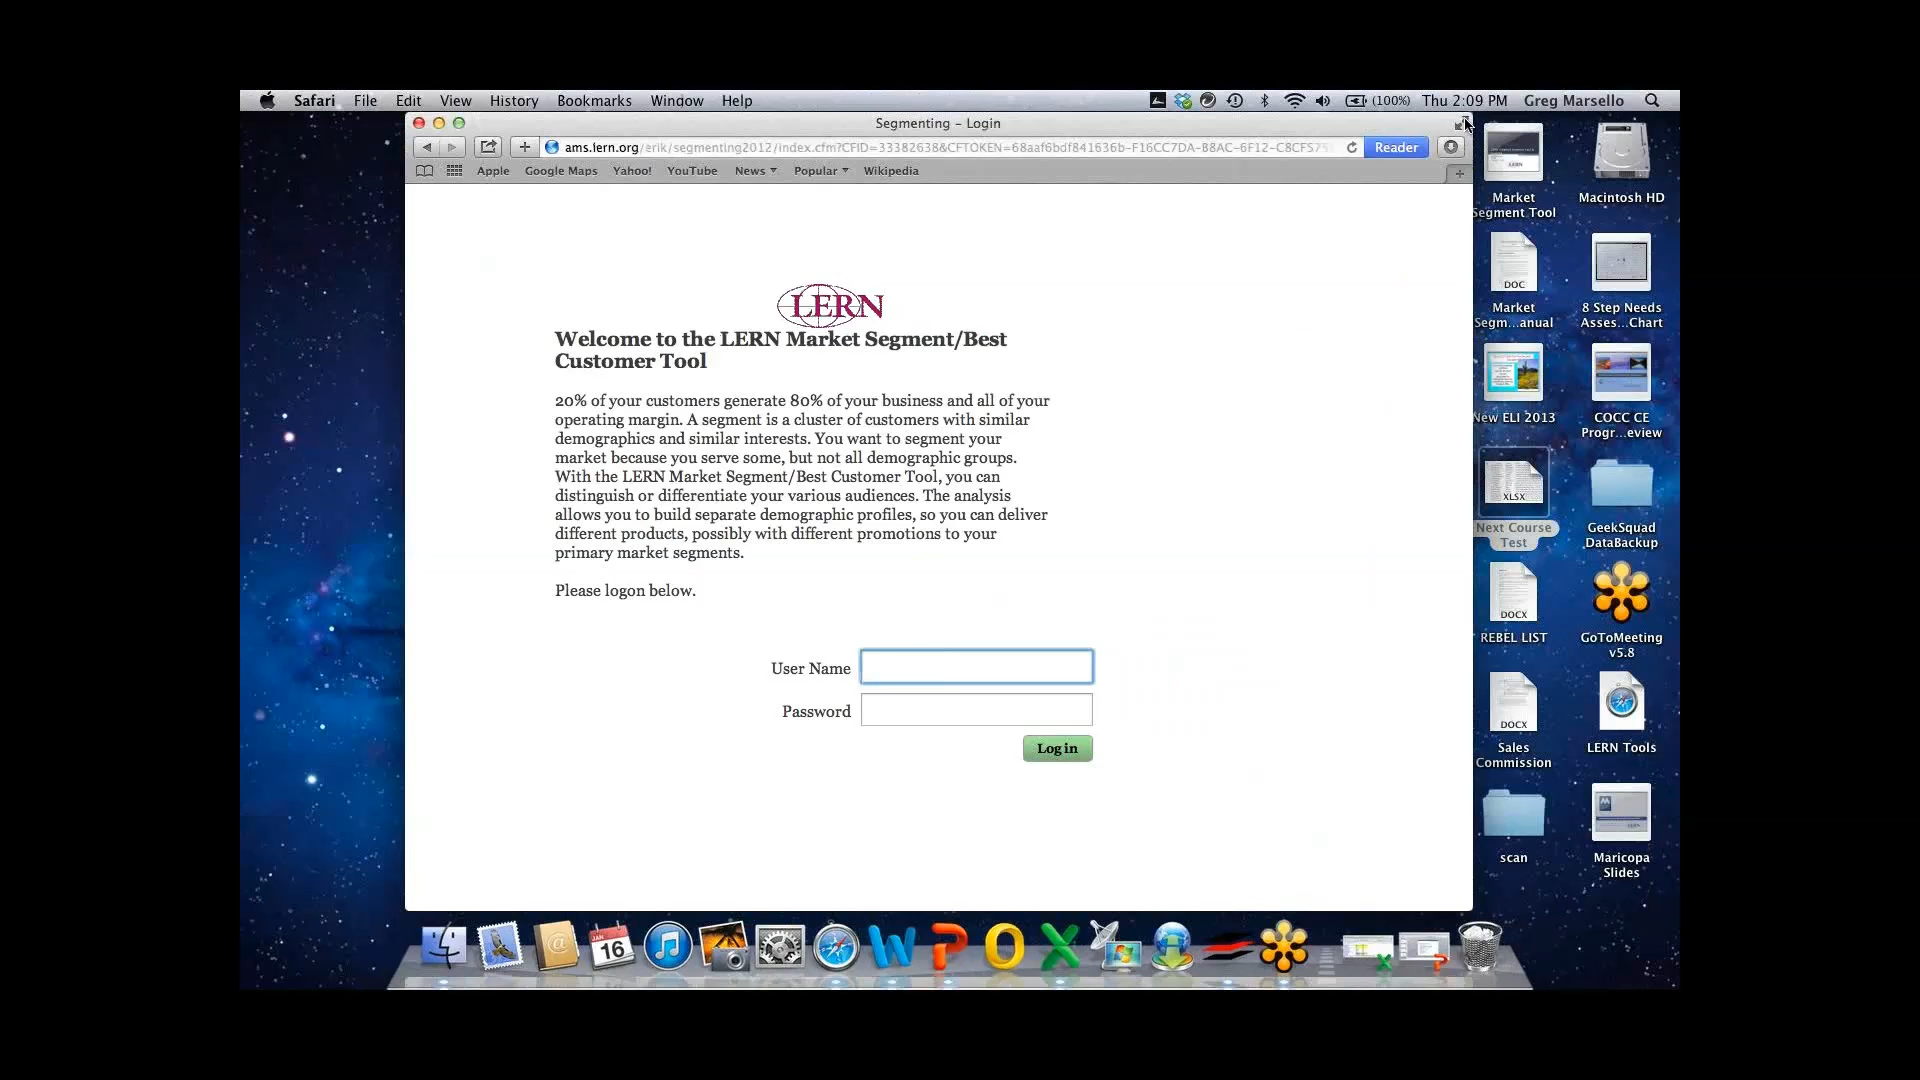 Safari File Edit View History Bookmarks Window Help (100%) Thu 2:09 PM Greg Marsello
Segmenting – Login
ams.lern.org/erik/segmenting2012/index.cfm?CFID=33382638&CFTOKEN=68aaf6bdf841636b-F16CC7DA-B8AC-6F12-C8CFS75 Reader
Apple Google Maps Yahoo! YouTube News Popular Wikipedia
LERN
Welcome to the LERN Market Segment/Best
Customer Tool
20% of your customers generate 80% of your business and all of your
operating margin. A segment is a cluster of customers with similar
demographics and similar interests. You want to segment your
market because you serve some, but not all demographic groups.
With the LERN Market Segment/Best Customer Tool, you can
distinguish or differentiate your various audiences. The analysis
allows you to build separate demographic profiles, so you can deliver
different products, possibly with different promotions to your
primary market segments.
Please logon below.
User Name
Password
Log in
Market
Segment Tool
Macintosh HD
DOC
Market
Segm...anual
8 Step Needs
Asses...Chart
New ELI 2013
COCC CE
Progr...eview
XLSX
Next Course
Test
GeekSquad
DataBackup
DOCX
REBEL LIST
GoToMeeting
v5.8
DOCX
Sales
Commission
LERN Tools
scan
Maricopa
Slides
JAN
16
W P O X